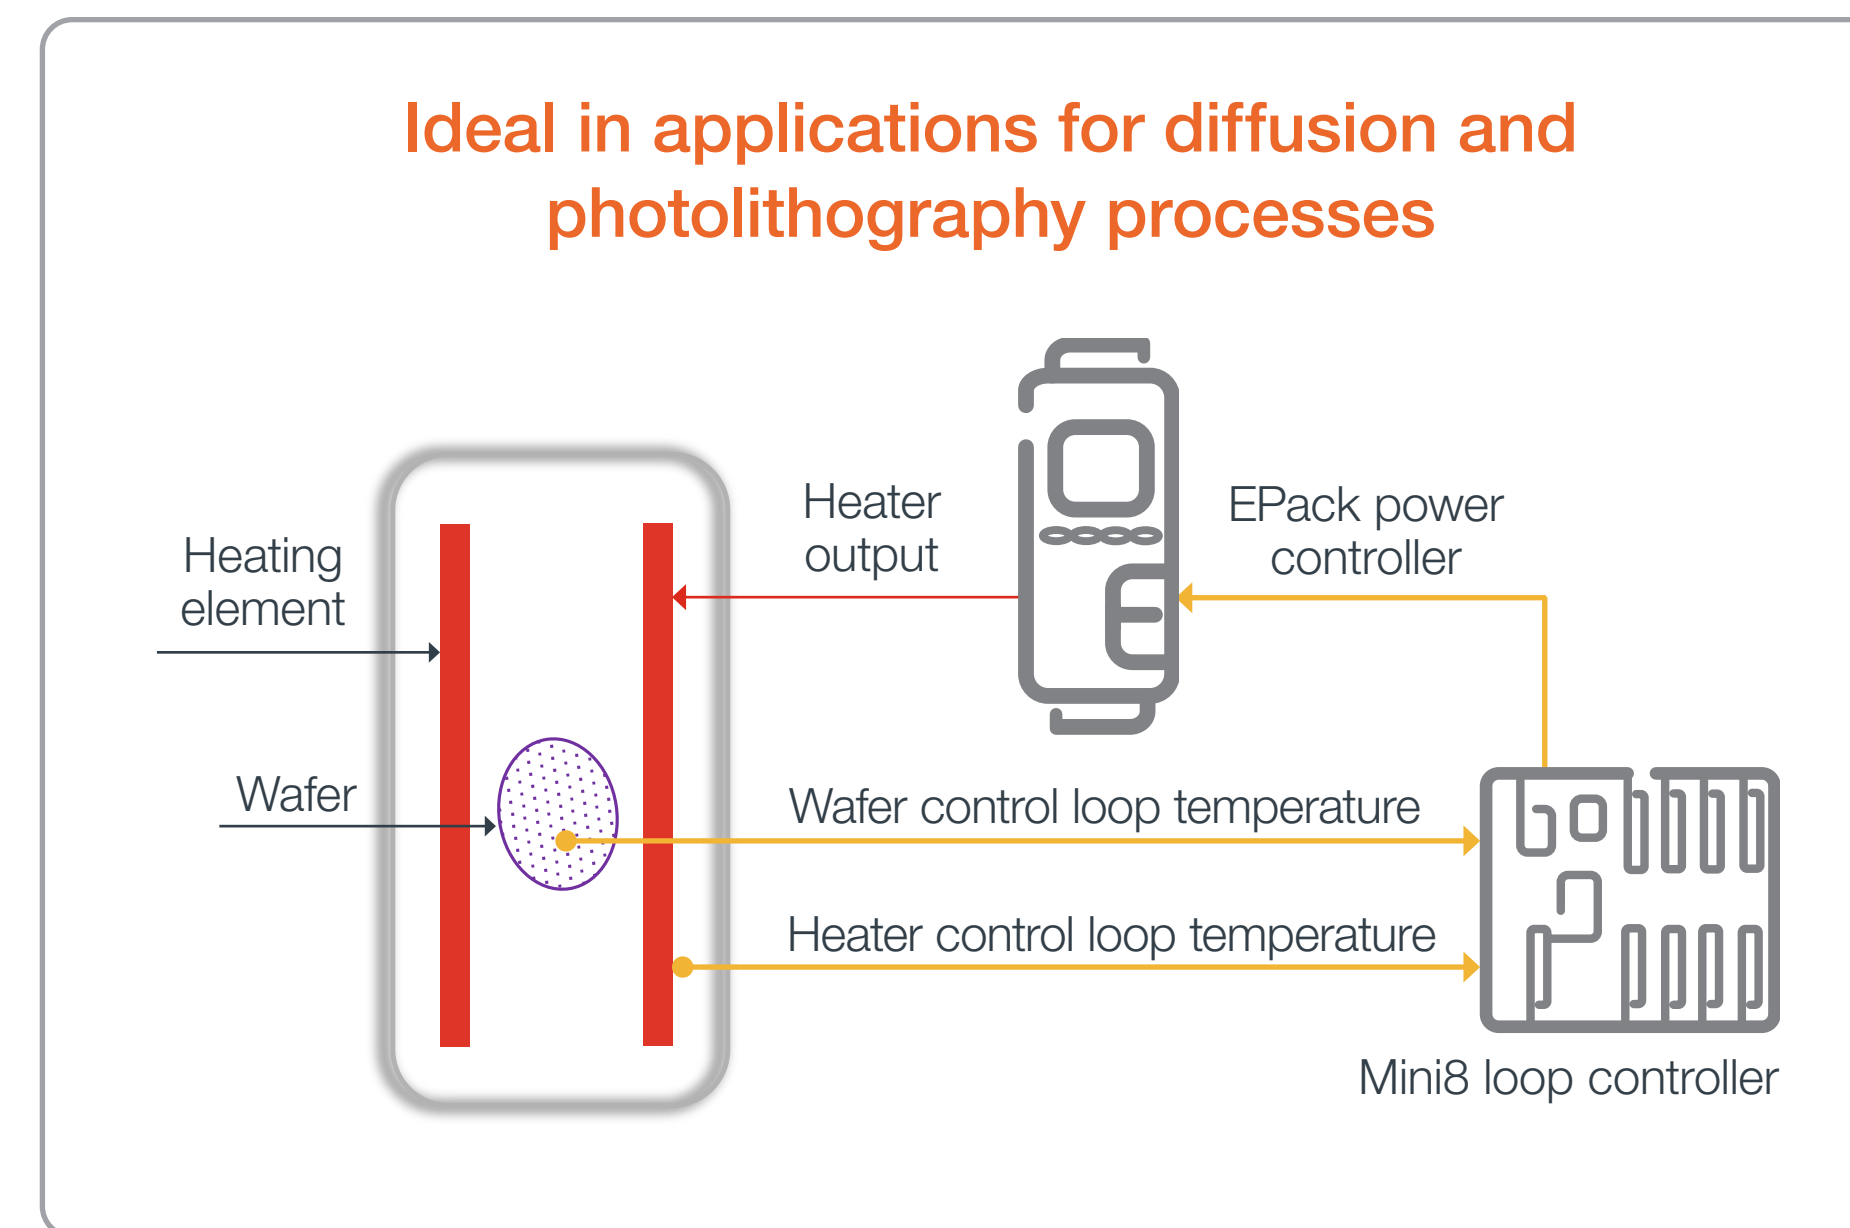 Ideal in applications for diffusion and
photolithography processes
Heating
element
Wafer
Heater
output
EPack power
controller
Wafer control loop temperature
Heater control loop temperature
Mini8 loop controller